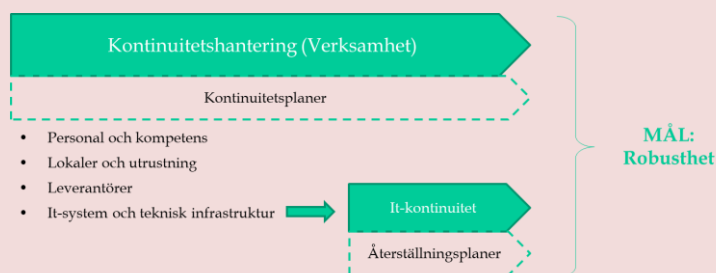 Kontinuitetshantering (Verksamhet)
Kontinuitetsplaner
• Personal och kompetens
• Lokaler och utrustning
• Leverantörer
• It-system och teknisk infrastruktur
It-kontinuitet
Återställningsplaner
MÅL:
Robusthet